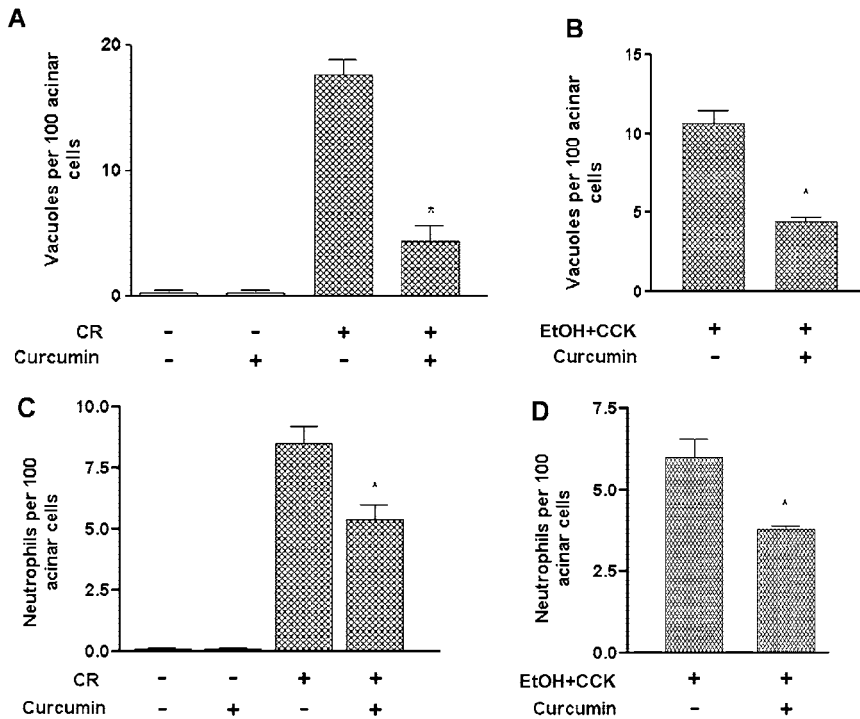 A
20
10
0
Vacuoles per 100 acinar
cells
*
CR - - + +
Curcumin - + - +
B
15
10
5
0
Vacuoles per 100 acinar
cells
*
EtOH+CCK + +
Curcumin - +
C
10.0
7.5
5.0
2.5
0.0
Neutrophils per 100
acinar cells
*
CR - - + +
Curcumin - + - +
D
7.5
5.0
2.5
0.0
Neutrophils per 100
acinar cells
*
EtOH+CCK + +
Curcumin - +